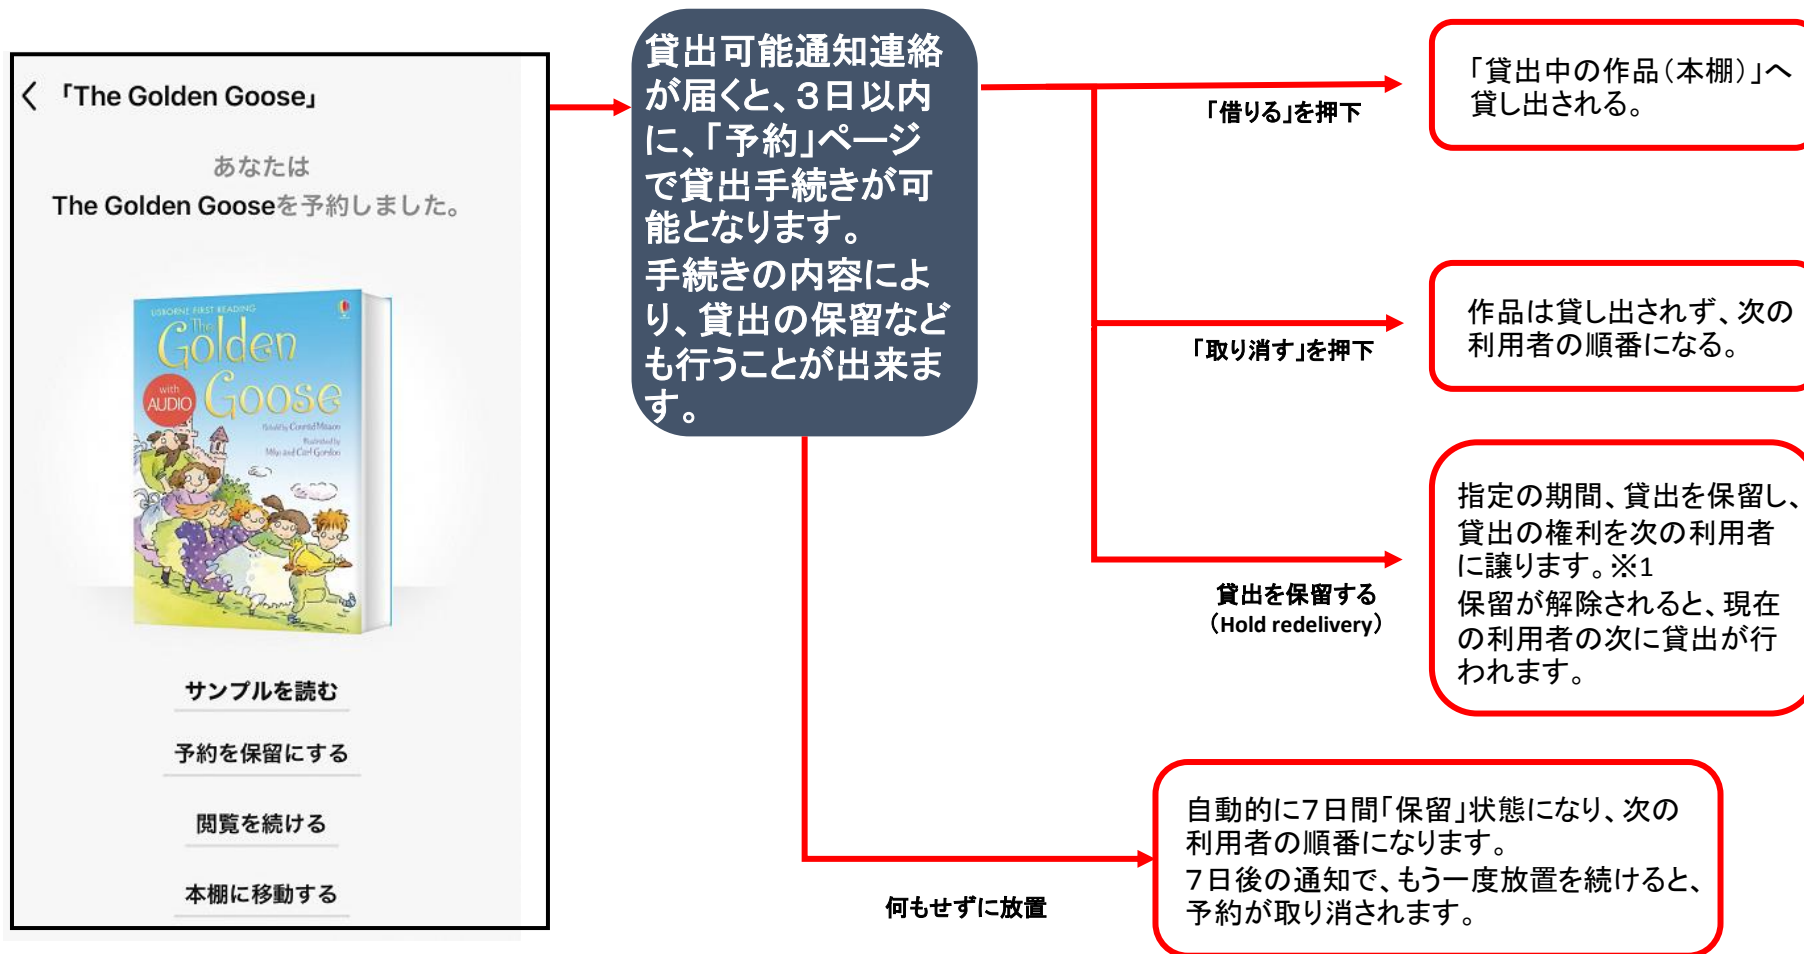 「The Golden Goose」
あなたは
The Golden Gooseを予約しました。
USBORNE FIRST READING
The
Golden
Goose
with
AUDIO
Retold by Conrad Mason
Illustrated by
Mike and Carl Gordon
サンプルを読む
予約を保留にする
閲覧を続ける
本棚に移動する
貸出可能通知連絡
が届くと、3日以内
に、「予約」ページ
で貸出手続きが可
能となります。
手続きの内容によ
り、貸出の保留など
も行うことが出来ま
す。
「借りる」を押下
「貸出中の作品(本棚)」へ
貸し出される。
「取り消す」を押下
作品は貸し出されず、次の
利用者の順番になる。
貸出を保留する
(Hold redelivery)
指定の期間、貸出を保留し、
貸出の権利を次の利用者
に譲ります。※1
保留が解除されると、現在
の利用者の次に貸出が行
われます。
何もせずに放置
自動的に7日間「保留」状態になり、次の
利用者の順番になります。
7日後の通知で、もう一度放置を続けると、
予約が取り消されます。